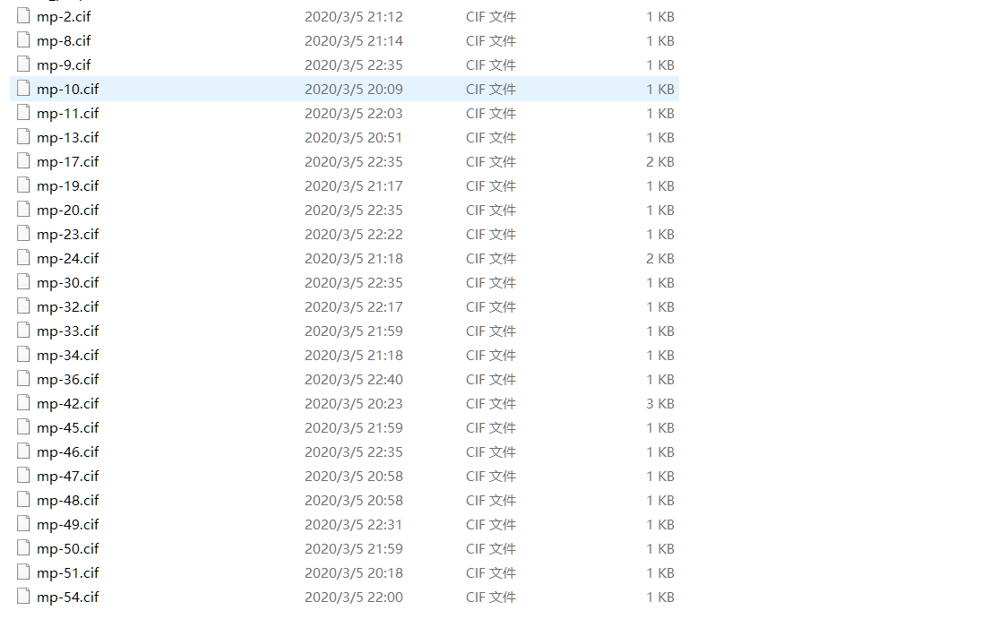 mp-2.cif 2020/3/5 21:12 CIF 文件 1 KB
mp-8.cif 2020/3/5 21:14 CIF 文件 1 KB
mp-9.cif 2020/3/5 22:35 CIF 文件 1 KB
mp-10.cif 2020/3/5 20:09 CIF 文件 1 KB
mp-11.cif 2020/3/5 22:03 CIF 文件 1 KB
mp-13.cif 2020/3/5 20:51 CIF 文件 1 KB
mp-17.cif 2020/3/5 22:35 CIF 文件 2 KB
mp-19.cif 2020/3/5 21:17 CIF 文件 1 KB
mp-20.cif 2020/3/5 22:35 CIF 文件 1 KB
mp-23.cif 2020/3/5 22:22 CIF 文件 1 KB
mp-24.cif 2020/3/5 21:18 CIF 文件 2 KB
mp-30.cif 2020/3/5 22:35 CIF 文件 1 KB
mp-32.cif 2020/3/5 22:17 CIF 文件 1 KB
mp-33.cif 2020/3/5 21:59 CIF 文件 1 KB
mp-34.cif 2020/3/5 21:18 CIF 文件 1 KB
mp-36.cif 2020/3/5 22:40 CIF 文件 1 KB
mp-42.cif 2020/3/5 20:23 CIF 文件 3 KB
mp-45.cif 2020/3/5 21:59 CIF 文件 1 KB
mp-46.cif 2020/3/5 22:35 CIF 文件 1 KB
mp-47.cif 2020/3/5 20:58 CIF 文件 1 KB
mp-48.cif 2020/3/5 20:58 CIF 文件 1 KB
mp-49.cif 2020/3/5 22:31 CIF 文件 1 KB
mp-50.cif 2020/3/5 21:59 CIF 文件 1 KB
mp-51.cif 2020/3/5 20:18 CIF 文件 1 KB
mp-54.cif 2020/3/5 22:00 CIF 文件 1 KB